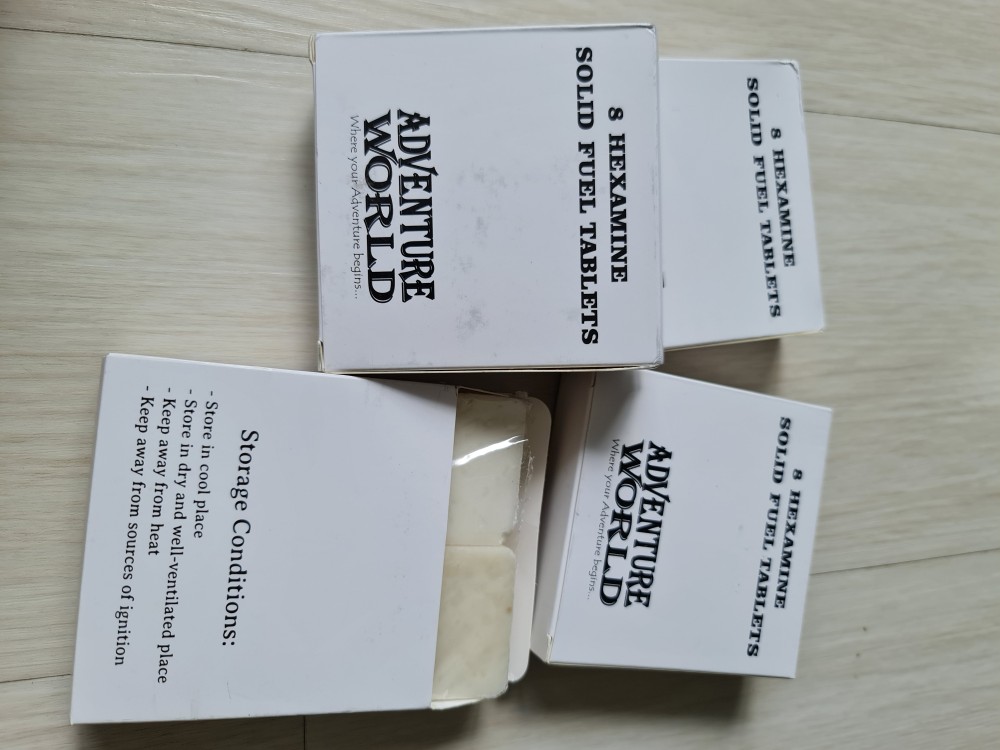 8 HEXAMINE
SOLID FUEL TABLETS
ADVENTURE
WORLD
Where your Adventure begins...
8 HEXAMINE
SOLID FUEL TABLETS
8 HEXAMINE
SOLID FUEL TABLETS
ADVENTURE
WORLD
Where your Adventure begins...
Storage Conditions:
- Store in cool place
- Store in dry and well-ventilated place
- Keep away from heat
- Keep away from sources of ignition